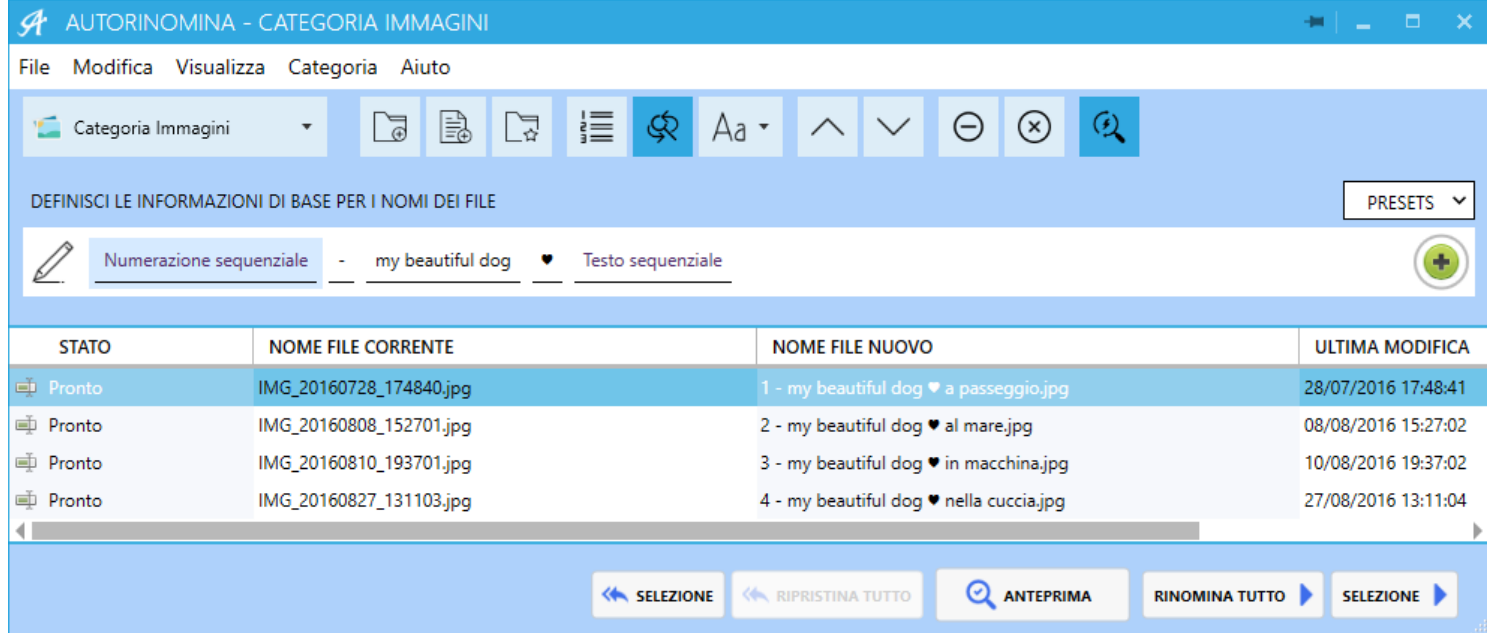 AUTORINOMINA - CATEGORIA IMMAGINI
File Modifica Visualizza Categoria Aiuto
Categoria Immagini Aa
DEFINISCI LE INFORMAZIONI DI BASE PER I NOMI DEI FILE PRESETS
Numerazione sequenziale - my beautiful dog ♥ Testo sequenziale
STATO NOME FILE CORRENTE NOME FILE NUOVO ULTIMA MODIFICA
Pronto IMG_20160728_174840.jpg 1 - my beautiful dog ♥ a passeggio.jpg 28/07/2016 17:48:41
Pronto IMG_20160808_152701.jpg 2 - my beautiful dog ♥ al mare.jpg 08/08/2016 15:27:02
Pronto IMG_20160810_193701.jpg 3 - my beautiful dog ♥ in macchina.jpg 10/08/2016 19:37:02
Pronto IMG_20160827_131103.jpg 4 - my beautiful dog ♥ nella cuccia.jpg 27/08/2016 13:11:04
SELEZIONE RIPRISTINA TUTTO ANTEPRIMA RINOMINA TUTTO SELEZIONE